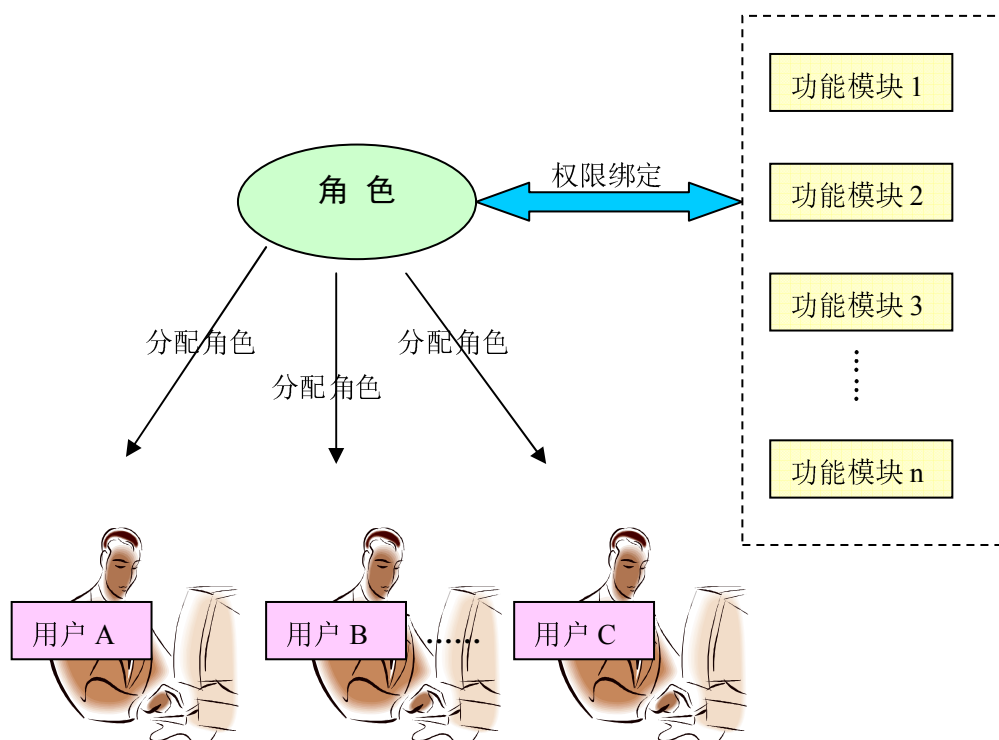 功能模块 1
权限绑定
角 色
功能模块 2
功能模块 3
分配角色
分配角色
分配角色
功能模块 n
用户 A
用户 B
……
用户 C